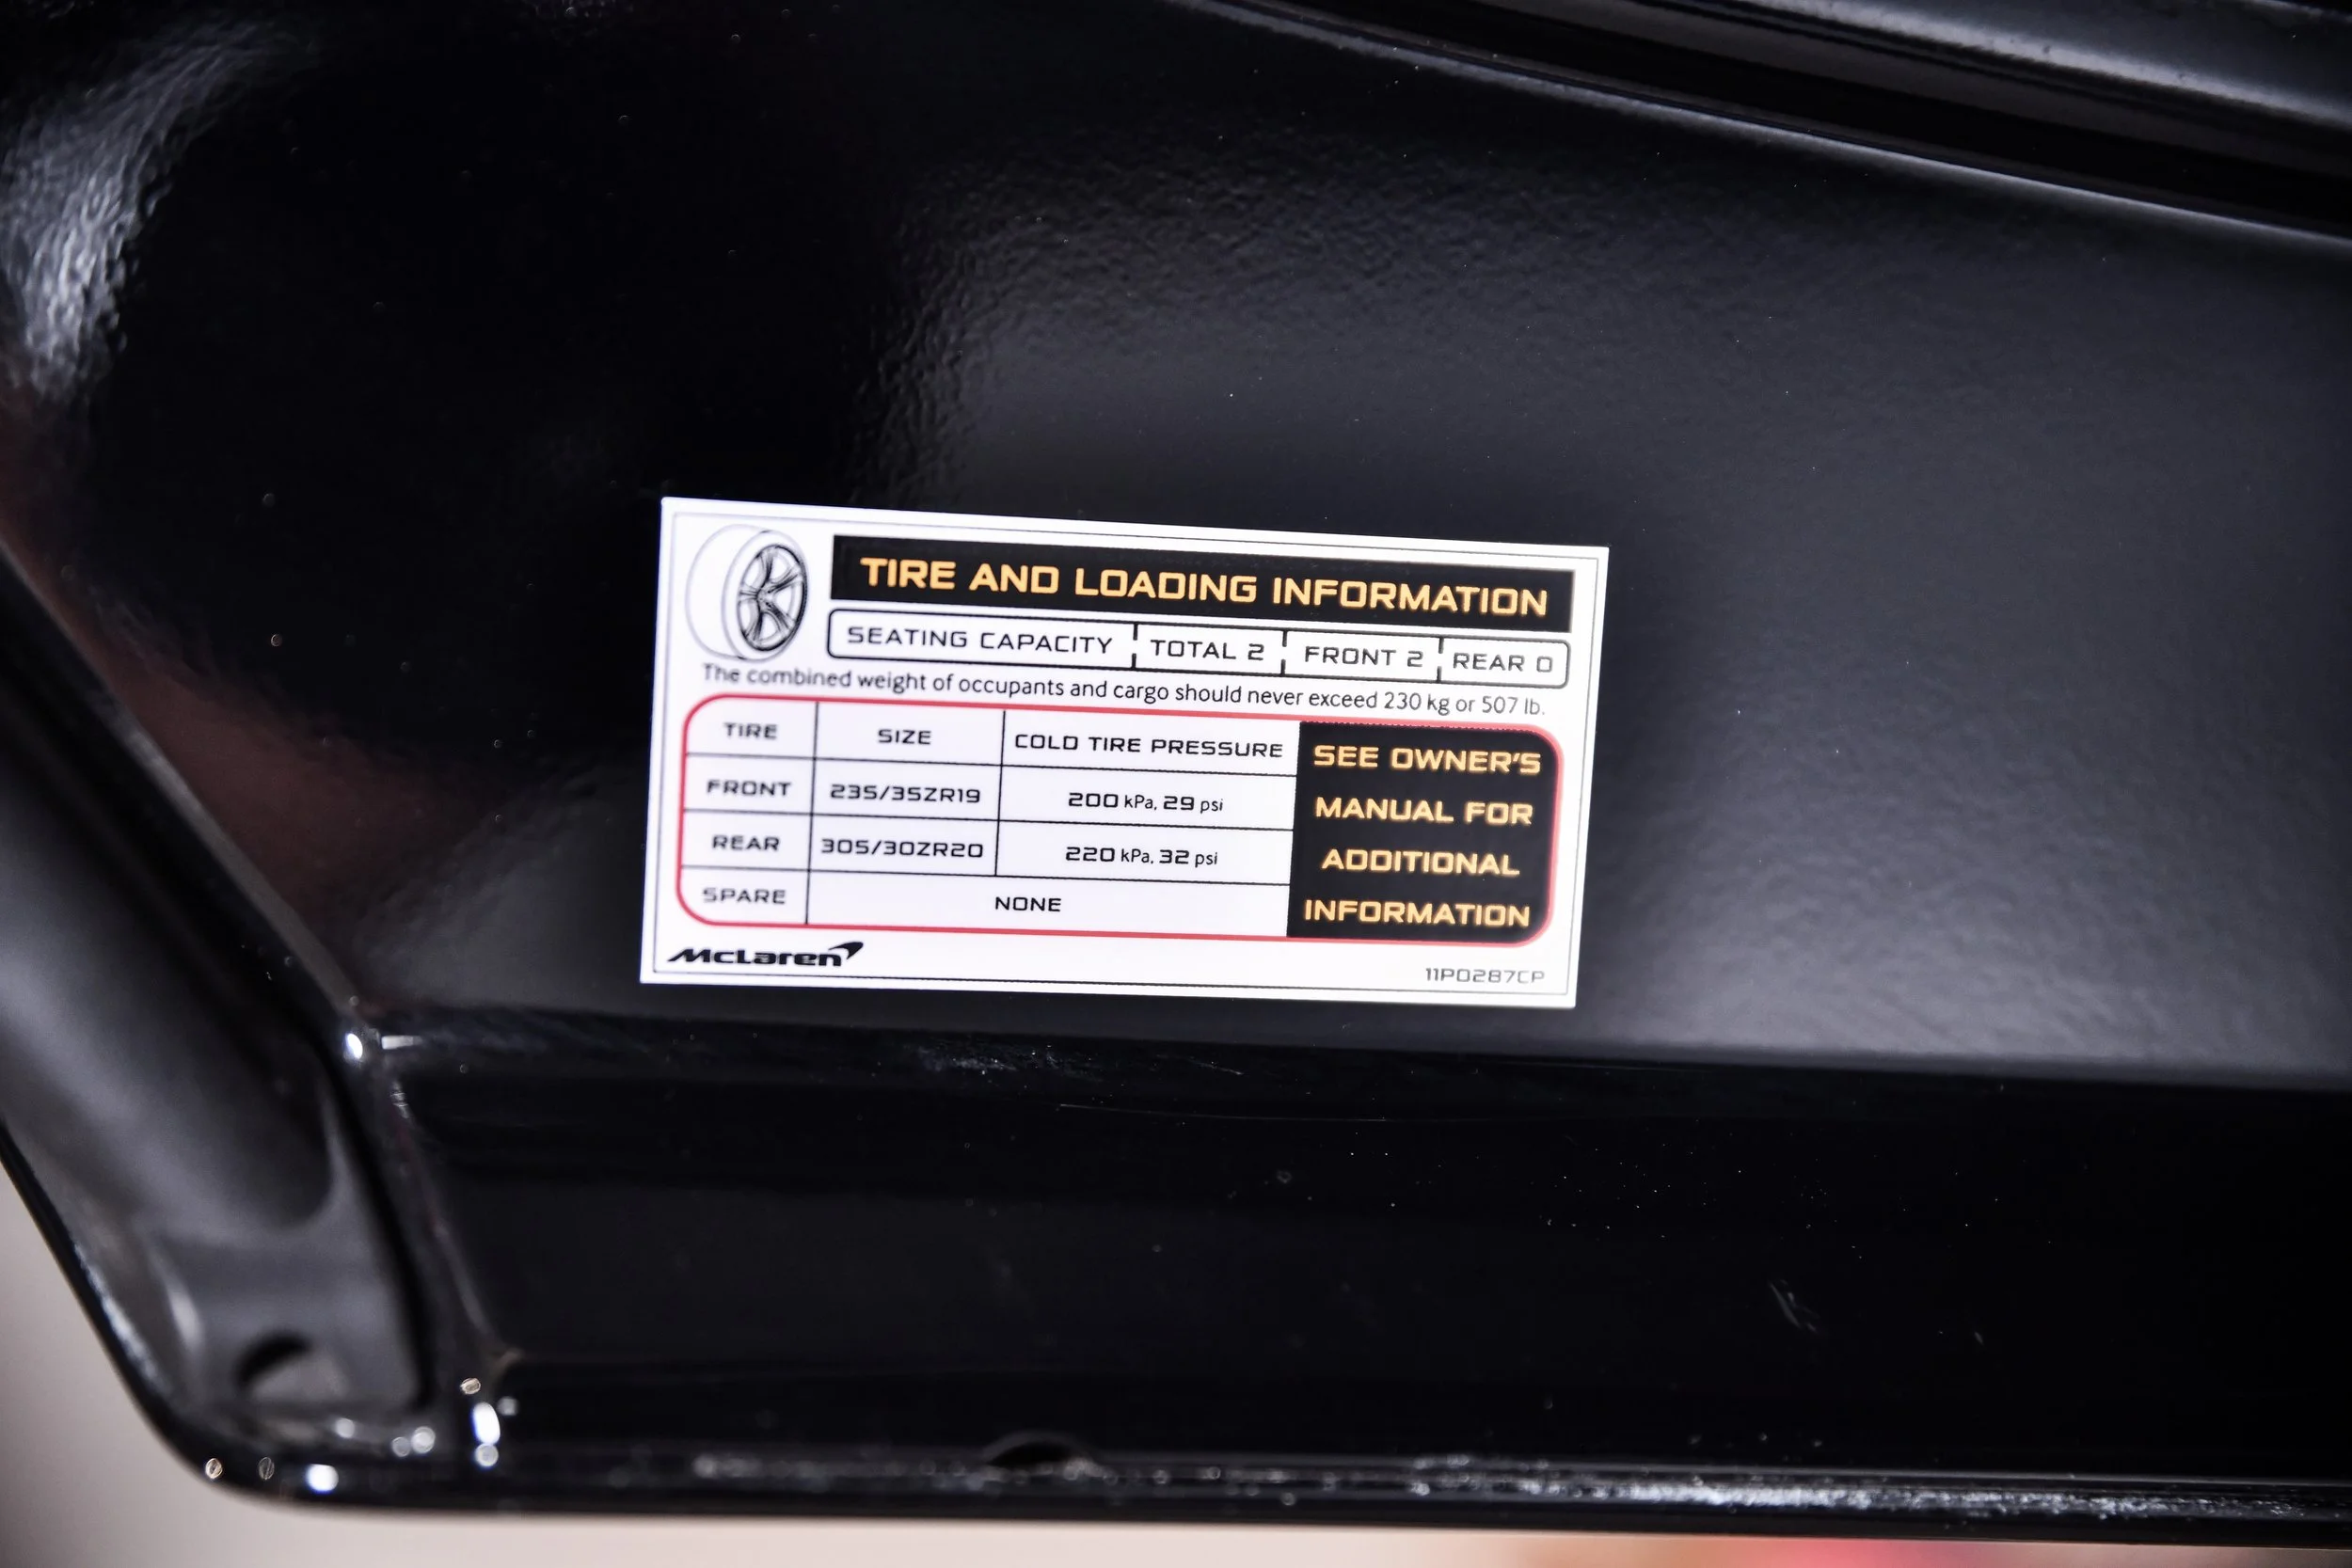 TIRE AND LOADING INFORMATION
SEATING CAPACITY TOTAL 2 FRONT 2 REAR 0
The combined weight of occupants and cargo should never exceed 230 kg or 507 lb.
TIRE SIZE COLD TIRE PRESSURE
FRONT 235/35ZR19 200 kPa, 29 psi
REAR 305/30ZR20 220 kPa, 32 psi
SPARE NONE
SEE OWNER'S
MANUAL FOR
ADDITIONAL
INFORMATION
McLaren
11P0287CP